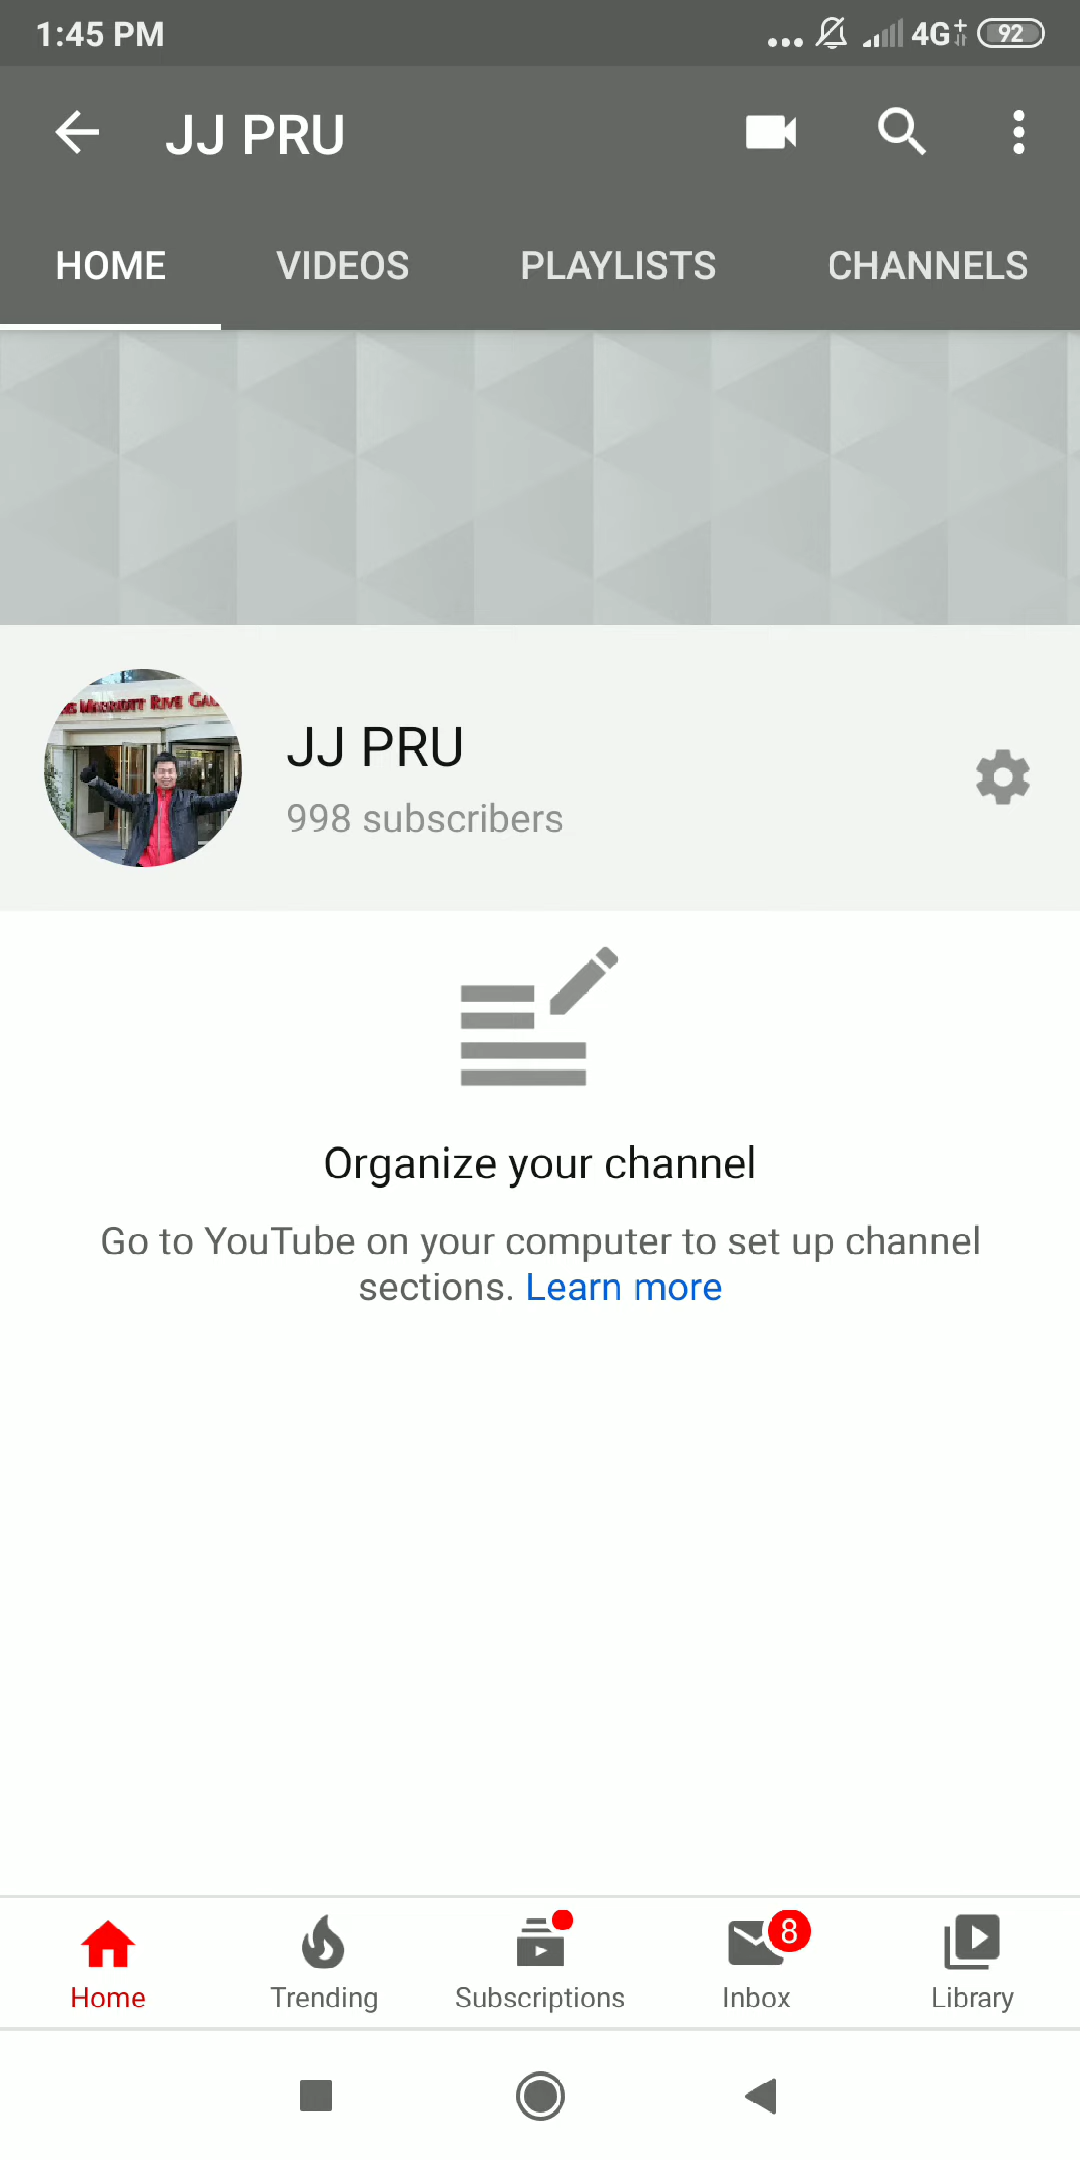 1:45 PM
4G+
92
JJ PRU
HOME
VIDEOS
PLAYLISTS
CHANNELS
RIVE
JJ PRU
998 subscribers
Organize your channel
Go to YouTube on your computer to set up channel
sections. Learn more
8
Home
Trending
Subscriptions
Inbox
Library